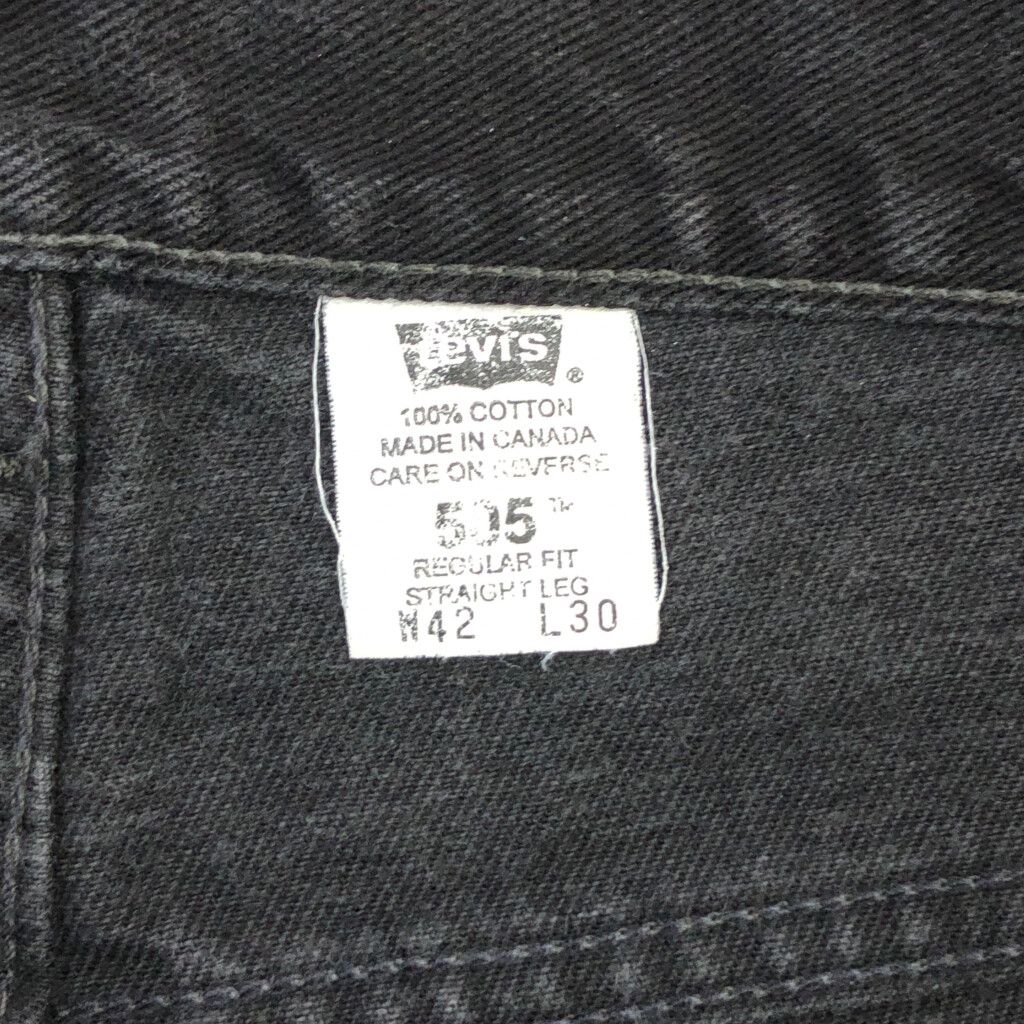 Levi's ®
100% COTTON
MADE IN CANADA
CARE ON REVERSE
505™
REGULAR FIT
STRAIGHT LEG
W42 L30